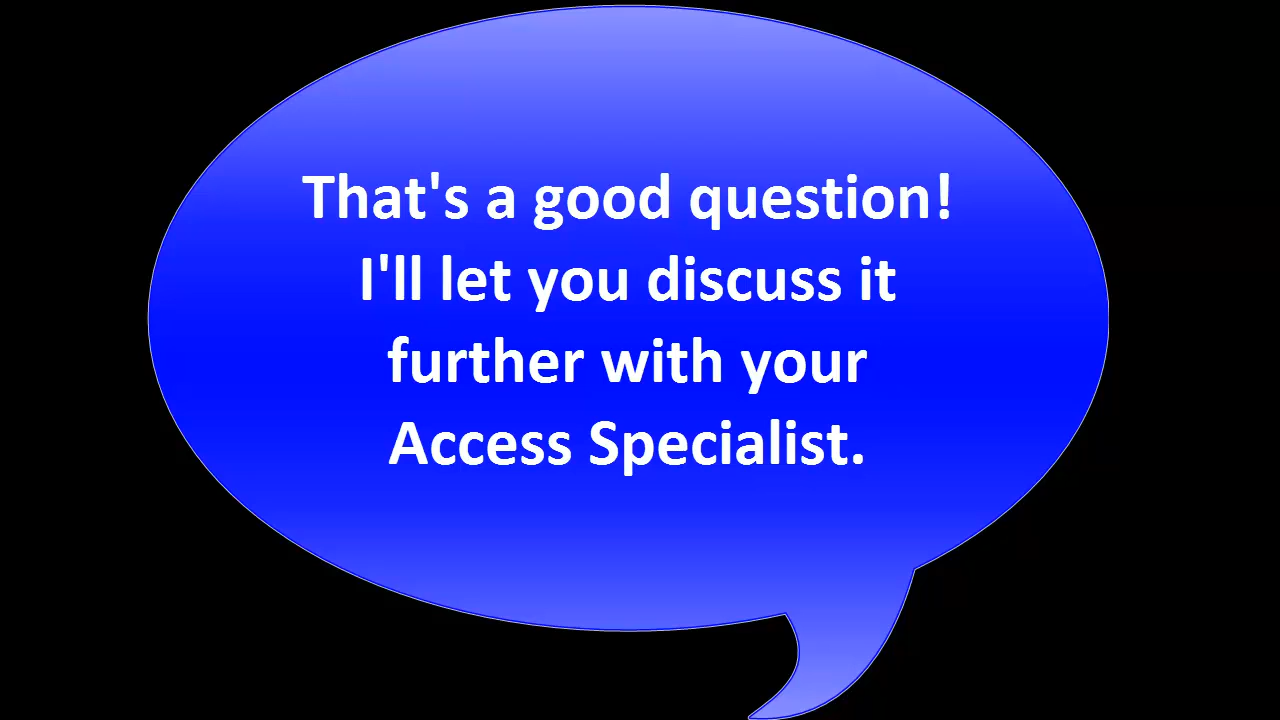 That's a good question!
I'll let you discuss it
further with your
Access Specialist.